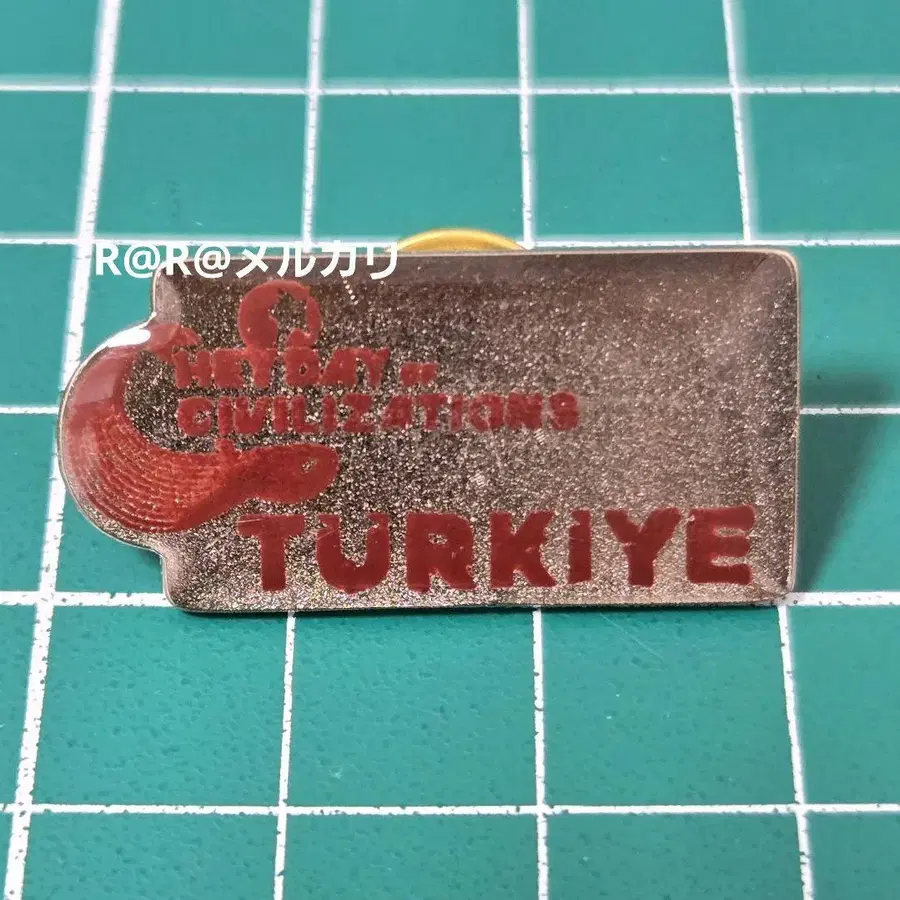 R@R@メルカリ
HEYDAY OF
CIVILIZATIONS
TURKIYE